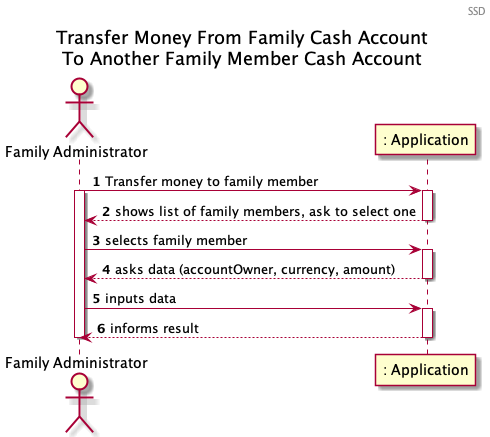 SSD
Transfer Money From Family Cash Account
To Another Family Member Cash Account
Family Administrator
: Application
1 Transfer money to family member
2 shows list of family members, ask to select one
3 selects family member
4 asks data (accountOwner, currency, amount)
5 inputs data
6 informs result
Family Administrator
: Application